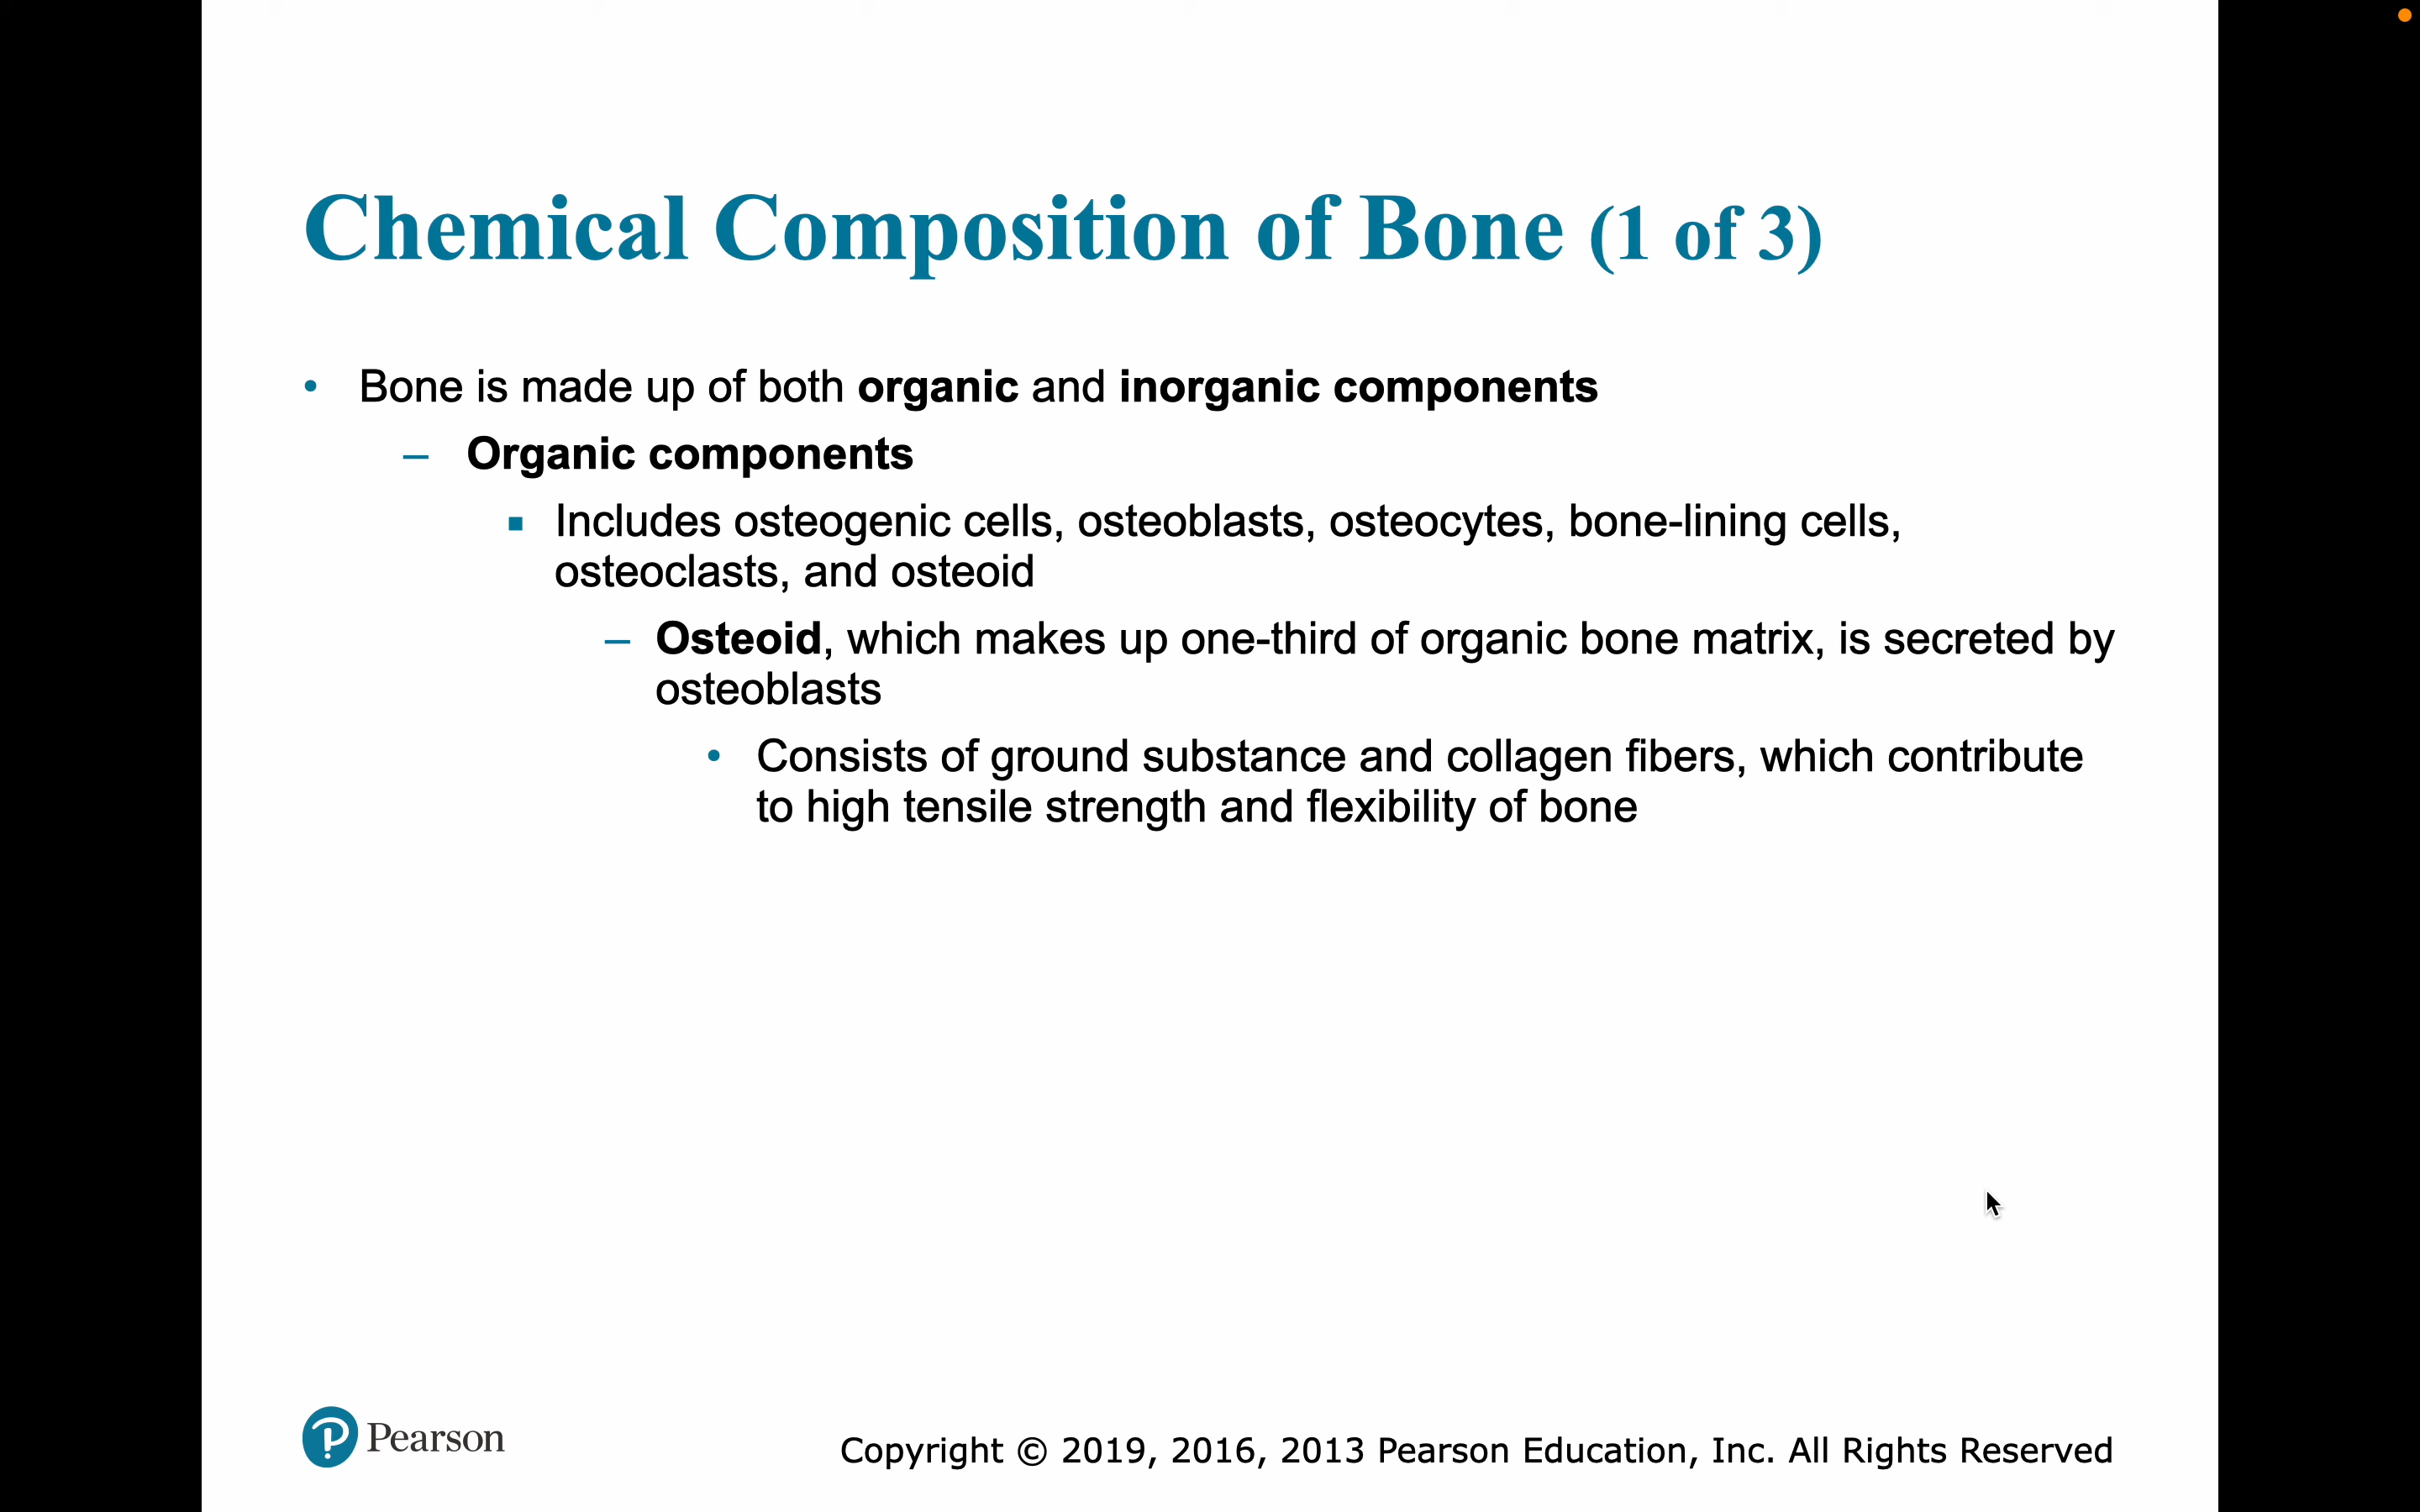 Chemical Composition of Bone (1 of 3)
• Bone is made up of both organic and inorganic components
– Organic components
▪ Includes osteogenic cells, osteoblasts, osteocytes, bone-lining cells,
osteoclasts, and osteoid
– Osteoid, which makes up one-third of organic bone matrix, is secreted by
osteoblasts
• Consists of ground substance and collagen fibers, which contribute
to high tensile strength and flexibility of bone
Pearson
Copyright © 2019, 2016, 2013 Pearson Education, Inc. All Rights Reserved